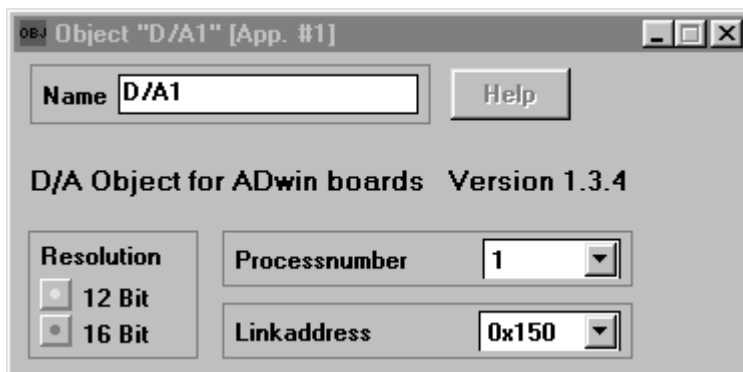 OBJ Object "D/A1" [App. #1]
Name D/A1 Help
D/A Object for ADwin boards Version 1.3.4
Resolution
12 Bit
16 Bit
Processnumber 1
Linkaddress 0x150